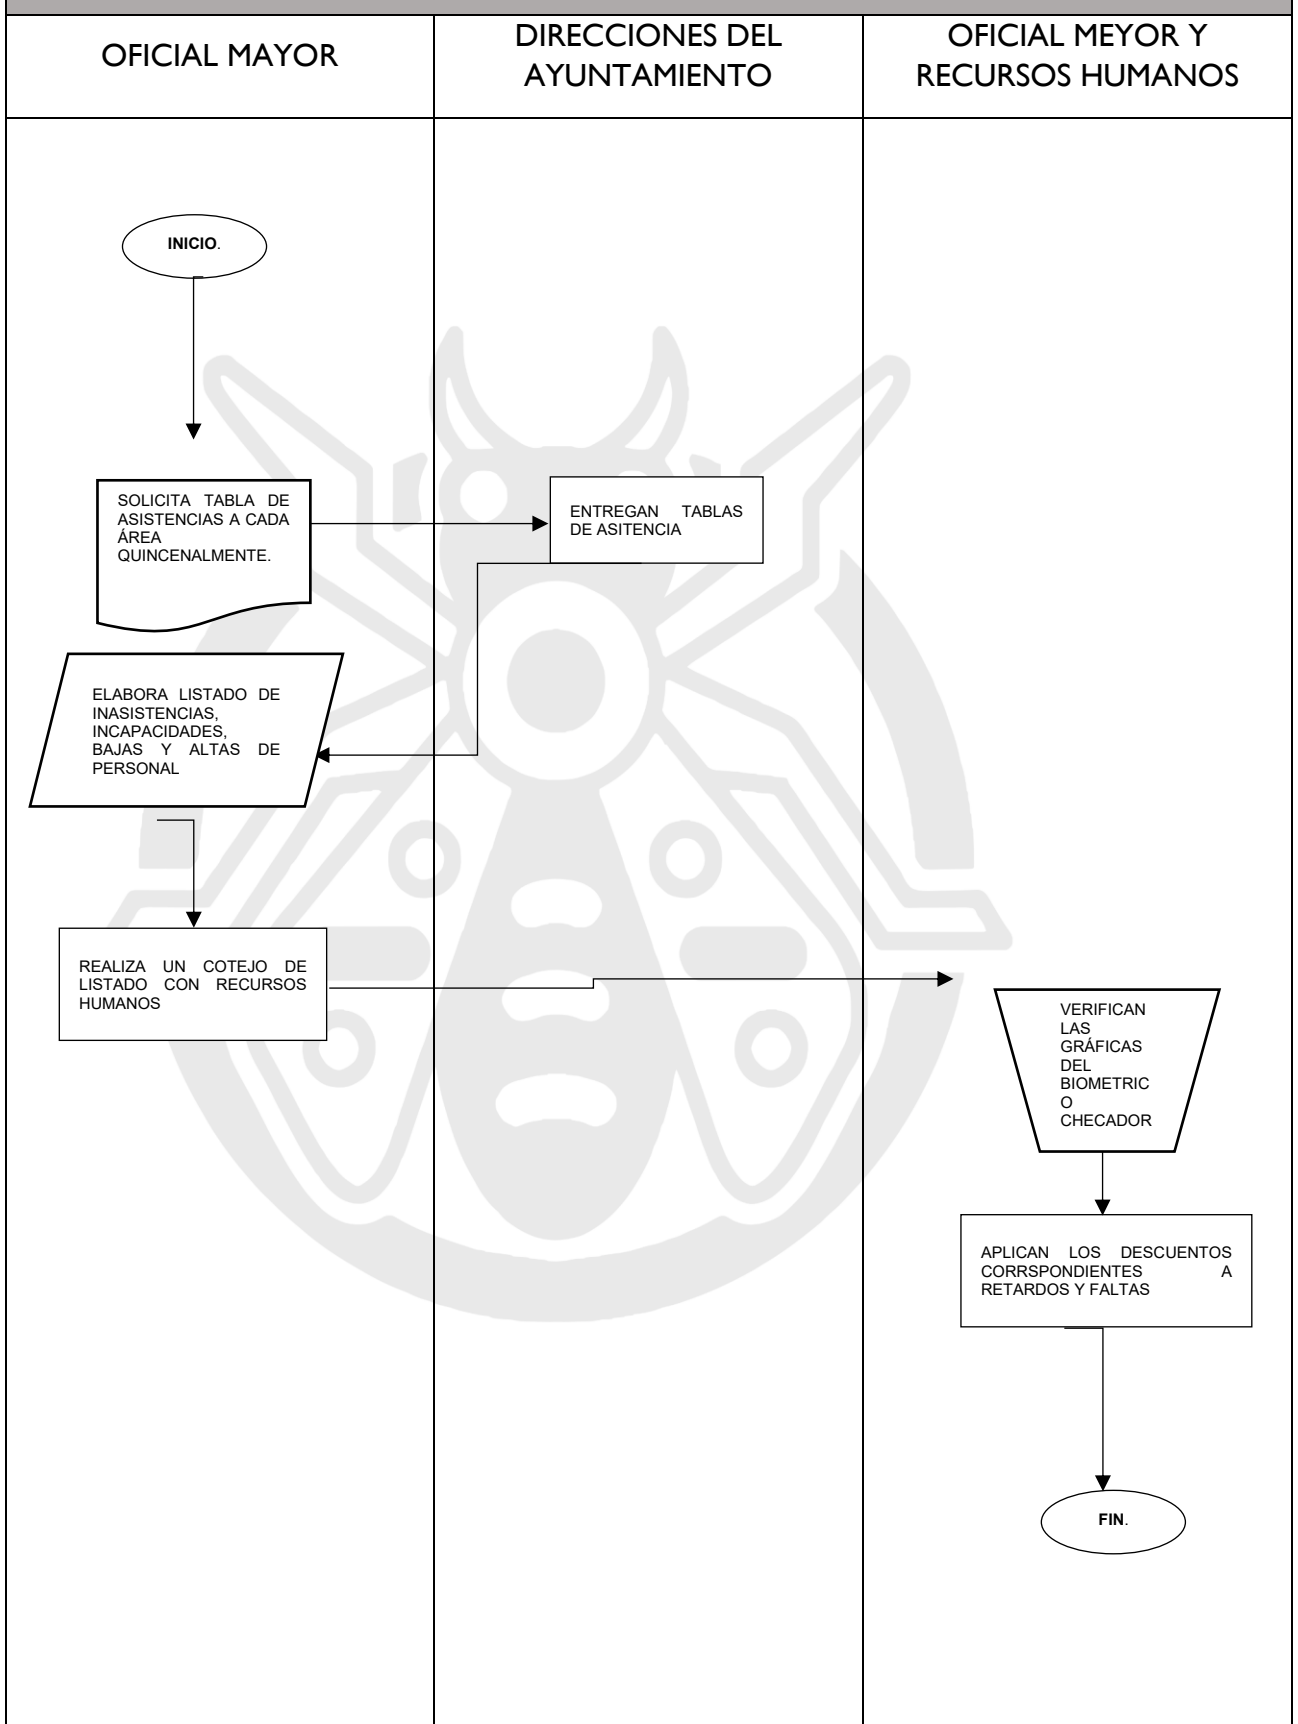 OFICIAL MAYOR
DIRECCIONES DEL
AYUNTAMIENTO
OFICIAL MEYOR Y
RECURSOS HUMANOS
INICIO.
SOLICITA TABLA DE
ASISTENCIAS A CADA
ÁREA
QUINCENALMENTE.
ENTREGAN TABLAS
DE ASITENCIA
ELABORA LISTADO DE
INASISTENCIAS,
INCAPACIDADES,
BAJAS Y ALTAS DE
PERSONAL
REALIZA UN COTEJO DE
LISTADO CON RECURSOS
HUMANOS
VERIFICAN
LAS
GRÁFICAS
DEL
BIOMETRIC
O
CHECADOR
APLICAN LOS DESCUENTOS
CORRSPONDIENTES A
RETARDOS Y FALTAS
FIN.